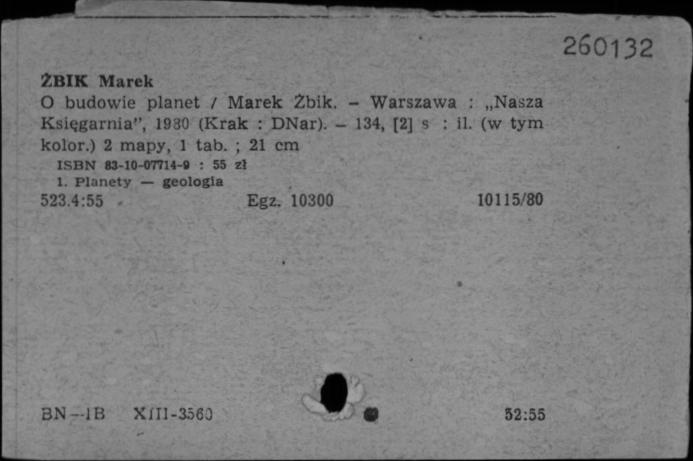 260132
ŻBIK Marek
O budowie planet / Marek Żbik. – Warszawa : „Nasza
Księgarnia”, 1980 (Krak : DNar). – 134, [2] s : il. (w tym
kolor.) 2 mapy, 1 tab. ; 21 cm
ISBN 83-10-07714-9 : 55 zł
1. Planety — geologia
523.4:55 Egz. 10300 10115/80
BN—IB XIII-3560 52:55